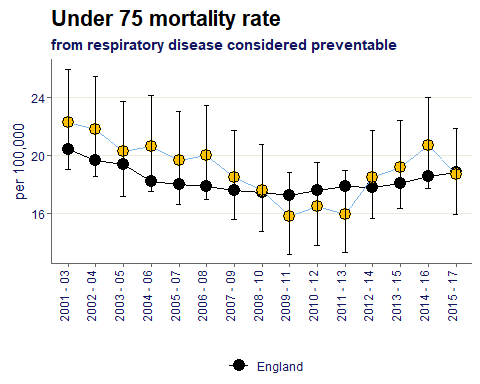 Under 75 mortality rate
from respiratory disease considered preventable
per 100,000
24
20
16
2001 - 03
2002 - 04
2003 - 05
2004 - 06
2005 - 07
2006 - 08
2007 - 09
2008 - 10
2009 - 11
2010 - 12
2011 - 13
2012 - 14
2013 - 15
2014 - 16
2015 - 17
England